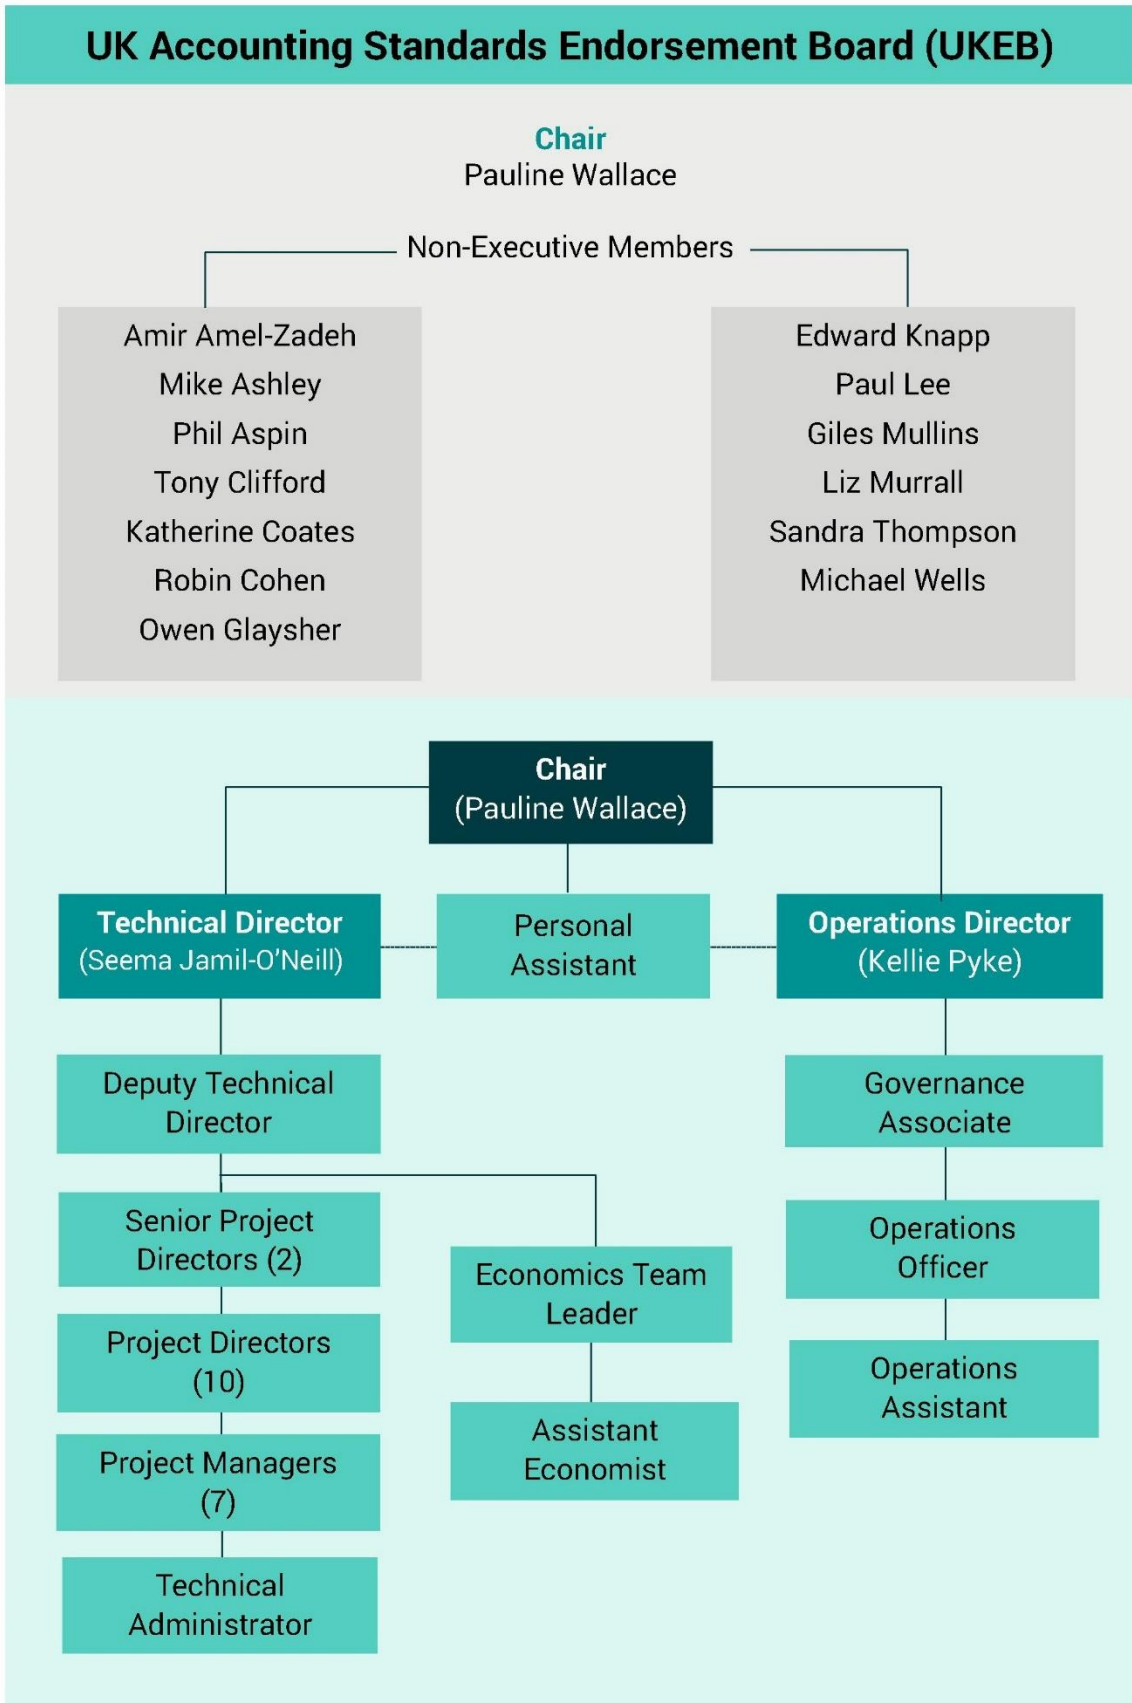 UK Accounting Standards Endorsement Board (UKEB)
Chair
Pauline Wallace
Non-Executive Members
Amir Amel-Zadeh
Mike Ashley
Phil Aspin
Tony Clifford
Katherine Coates
Robin Cohen
Owen Glaysher
Edward Knapp
Paul Lee
Giles Mullins
Liz Murrall
Sandra Thompson
Michael Wells
Chair
(Pauline Wallace)
Technical Director
(Seema Jamil-O’Neill)
Personal
Assistant
Operations Director
(Kellie Pyke)
Deputy Technical
Director
Senior Project
Directors (2)
Project Directors
(10)
Project Managers
(7)
Technical
Administrator
Economics Team
Leader
Assistant
Economist
Governance
Associate
Operations
Officer
Operations
Assistant